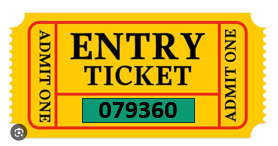 ADMIT ONE
ENTRY
TICKET
079360
ADMIT ONE